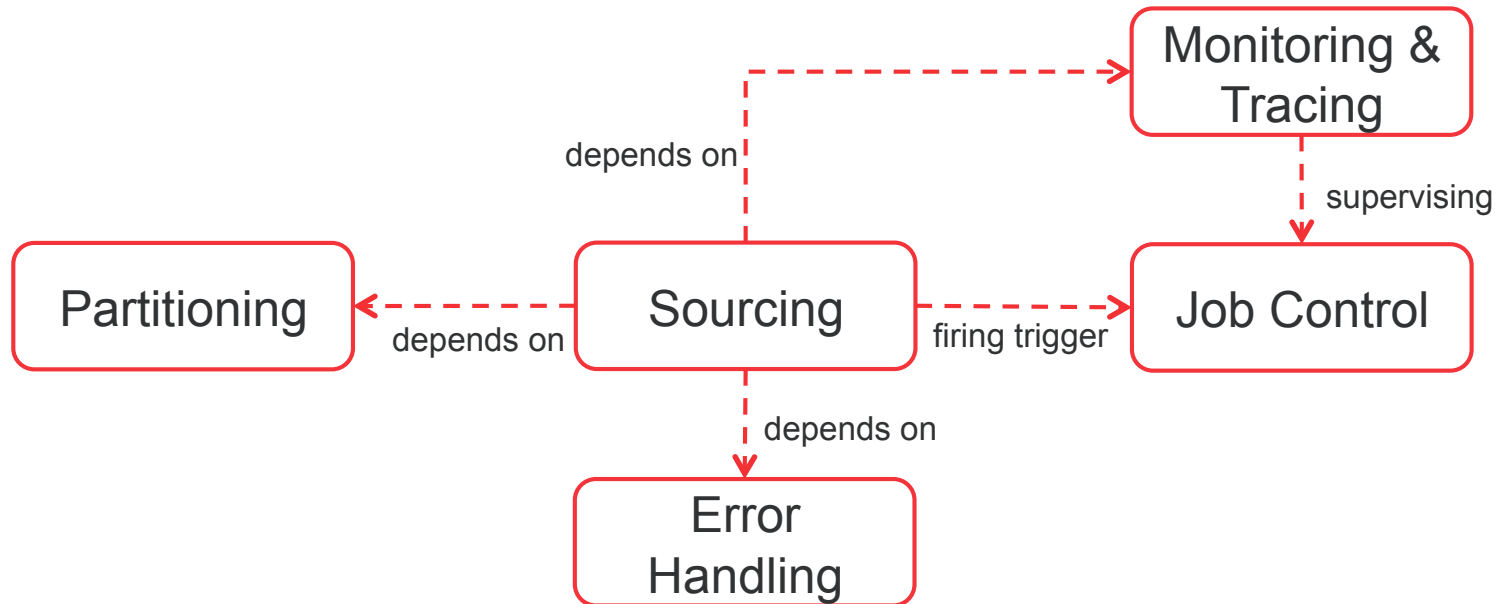 Monitoring &
Tracing
depends on
supervising
Partitioning
Sourcing
Job Control
depends on
firing trigger
depends on
Error
Handling